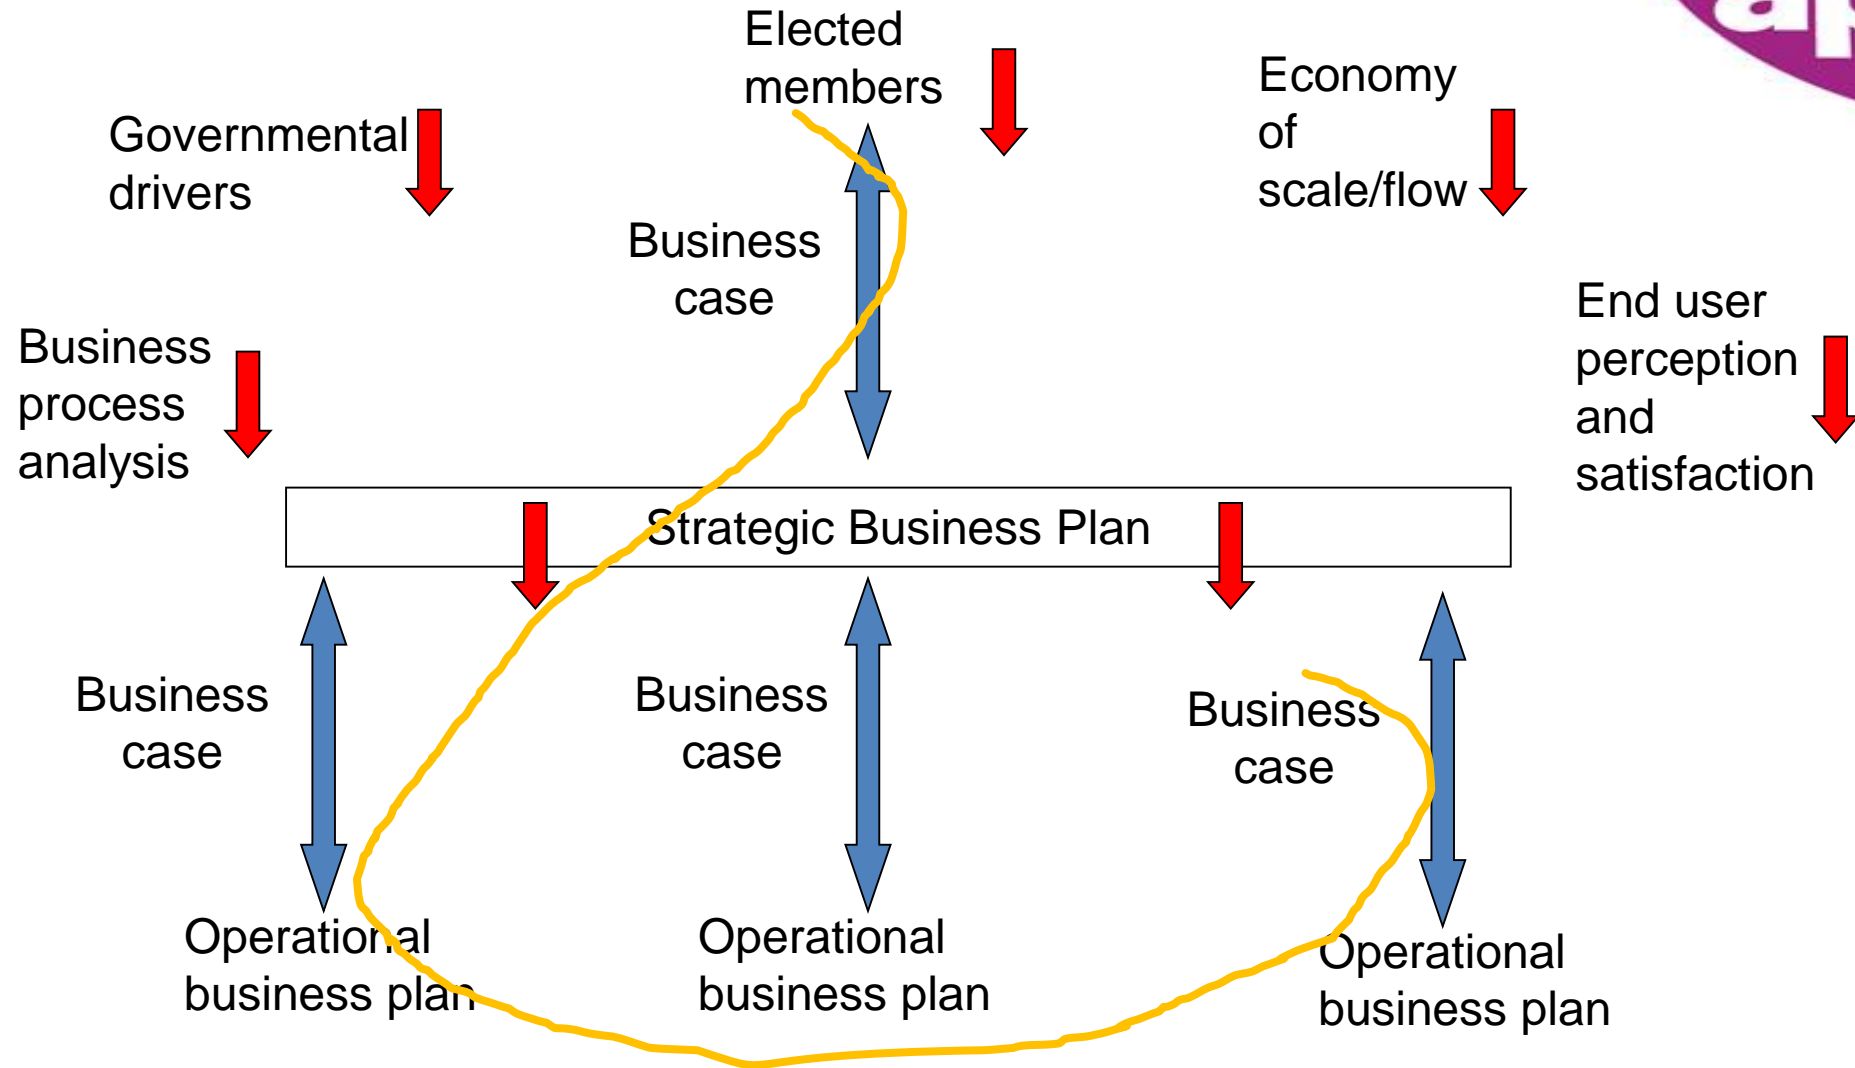 ap
Elected
members
Governmental
drivers
Economy
of
scale/flow
Business
case
Business
process
analysis
End user
perception
and
satisfaction
Strategic Business Plan
Business
case
Business
case
Business
case
Operational
business plan
Operational
business plan
Operational
business plan